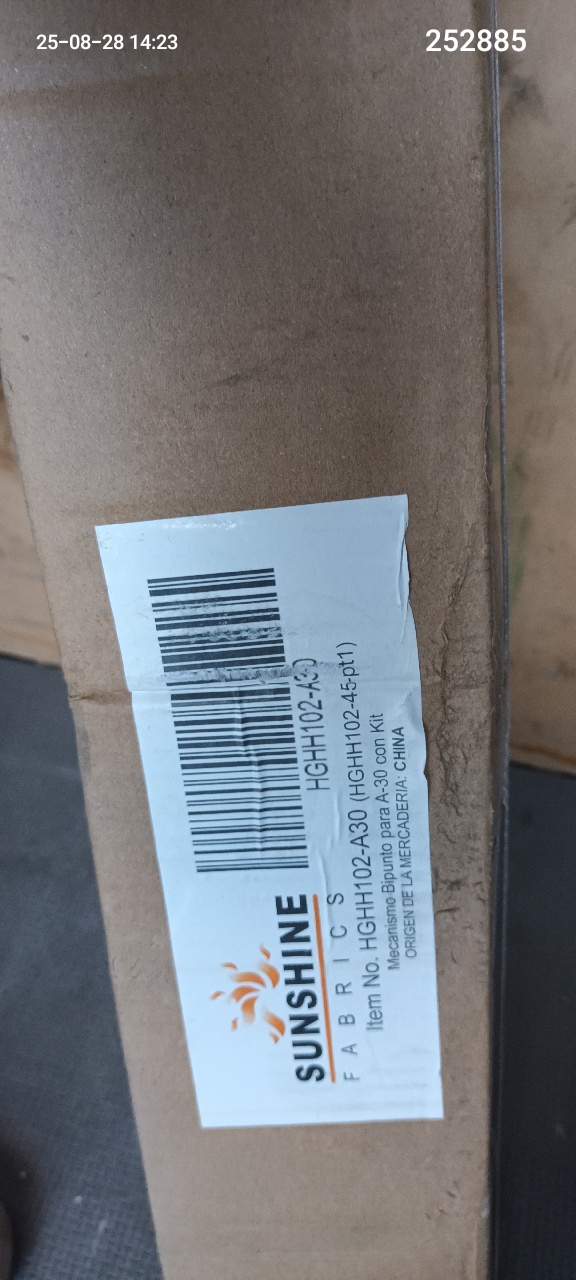 25-08-28 14:23
252885
HGHH102-A30
SUNSHINE
FABRICS
Item No. HGHH102-A30 (HGHH102-45-pt1)
Mecanismo Bipunto para A-30 con Kit
ORIGEN DE LA MERCADERIA: CHINA